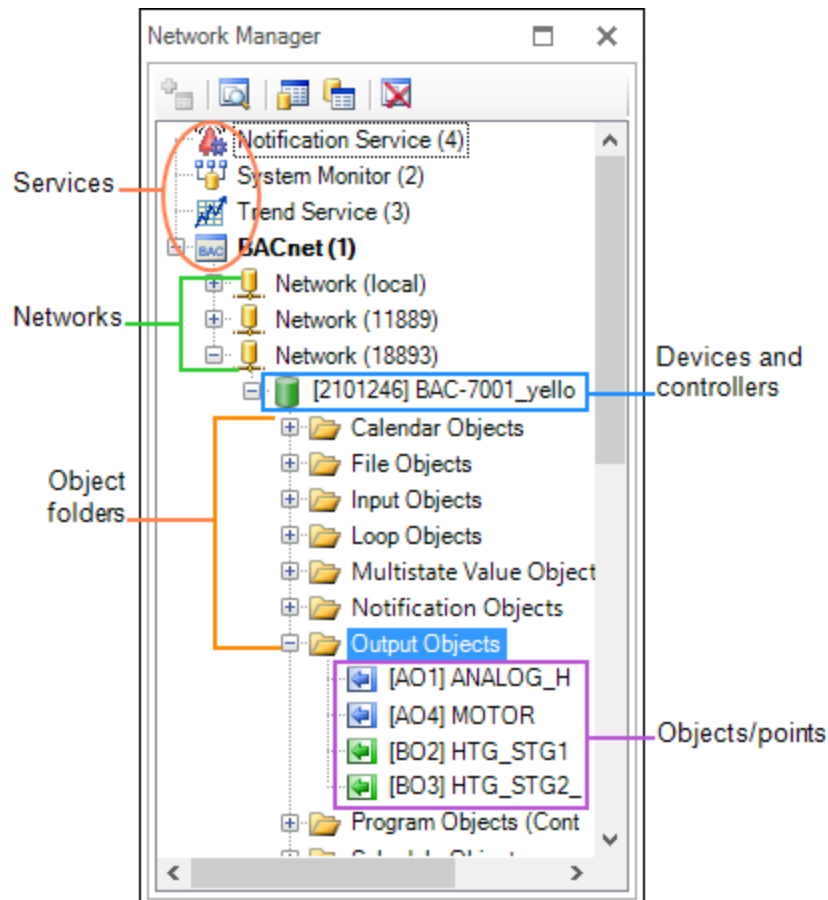 Network Manager
Notification Service (4)
Services
System Monitor (2)
Trend Service (3)
BAC
BACnet (1)
Network (local)
Networks
Network (11889)
Network (18893)
Devices and
controllers
[2101246] BAC-7001_yello
Calendar Objects
File Objects
Object
folders
Input Objects
Loop Objects
Multistate Value Object
Notification Objects
Output Objects
[AO1] ANALOG_H
[AO4] MOTOR
Objects/points
[BO2] HTG_STG1
[BO3] HTG_STG2_
Program Objects (Cont